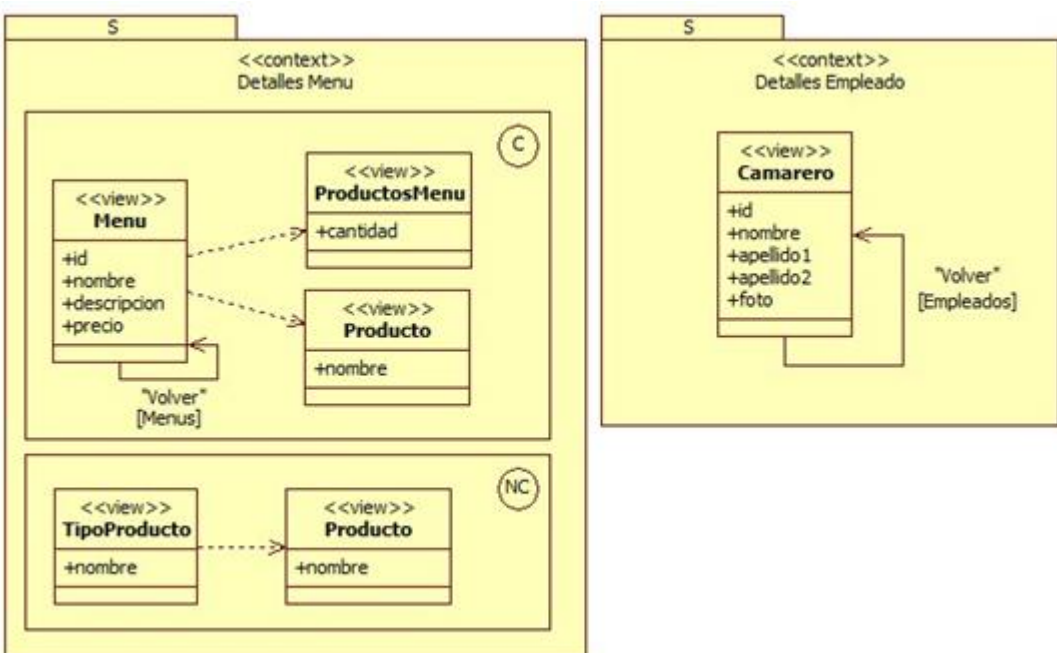 S
<<context>>
Detalles Menu
C
<<view>>
Menu
+id
+nombre
+descripcion
+precio
"Volver"
[Menus]
<<view>>
ProductosMenu
+cantidad
<<view>>
Producto
+nombre
NC
<<view>>
TipoProducto
+nombre
<<view>>
Producto
+nombre
S
<<context>>
Detalles Empleado
<<view>>
Camarero
+id
+nombre
+apellido1
+apellido2
+foto
"Volver"
[Empleados]